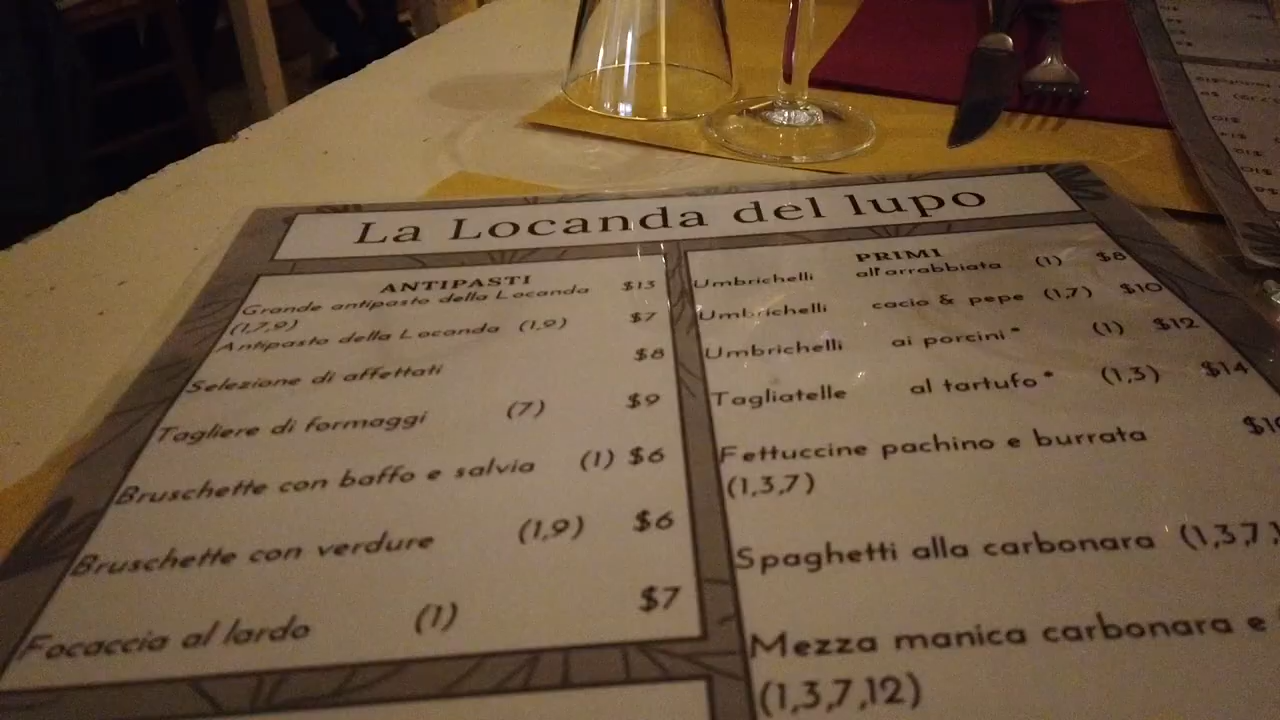 La Locanda del lupo
ANTIPASTI
Grande antipasto della Locanda $13
(1,7,9)
Antipasto della Locanda (1,9) $7
Selezione di affettati $8
Tagliere di formaggi (7) $9
Bruschette con baffo e salvia (1) $6
Bruschette con verdure (1,9) $6
Focaccia al lardo (1) $7
PRIMI
Umbrichelli all'arrabbiata (1) $8
Umbrichelli cacio & pepe (1,7) $10
Umbrichelli ai porcini* (1) $12
Tagliatelle al tartufo* (1,3) $14
Fettuccine pachino e burrata
(1,3,7)
Spaghetti alla carbonara (1,3,7,
Mezza manica carbonara e
(1,3,7,12)